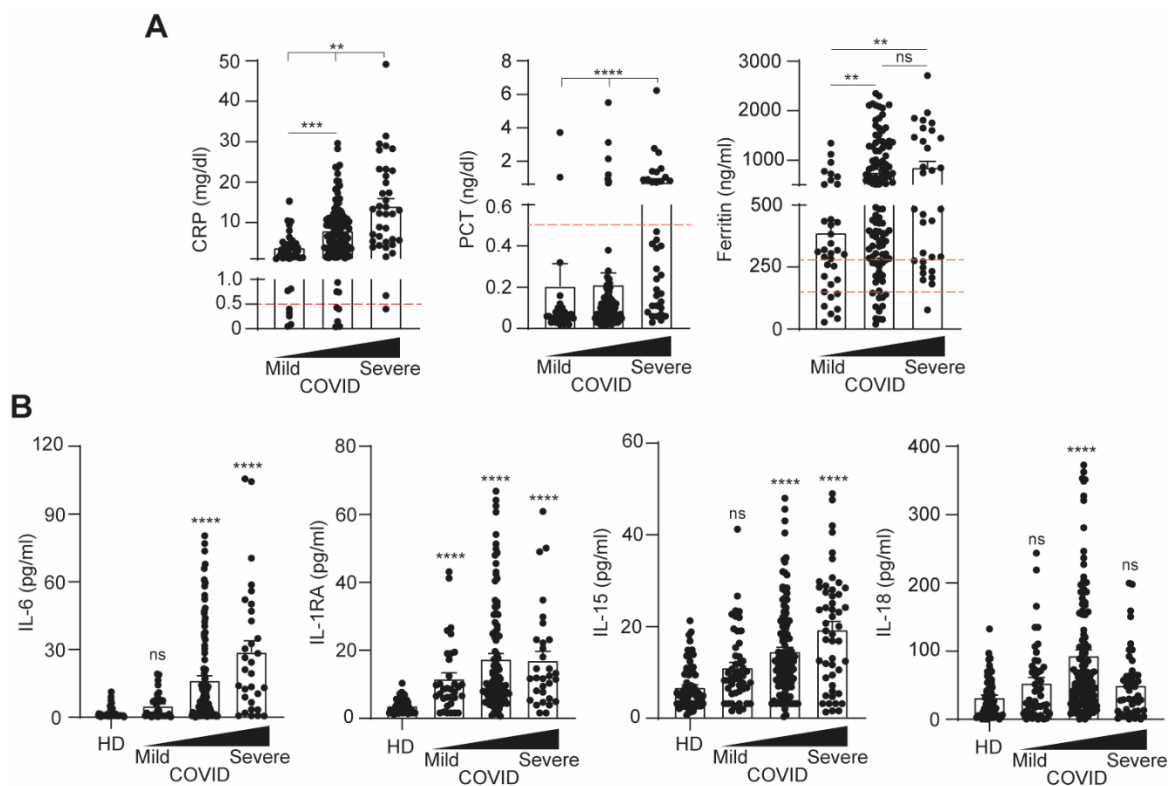 A
CRP (mg/dl)
50
40
30
20
10
1.0
0.5
0
**
***
Mild Severe
COVID
PCT (ng/dl)
8
6
4
2
0.6
0.4
0.2
0
****
Mild Severe
COVID
Ferritin (ng/ml)
3000
2000
1000
500
250
0
**
ns
**
Mild Severe
COVID
B
IL-6 (pg/ml)
120
90
60
30
0
ns
****
****
HD
Mild Severe
COVID
IL-1RA (pg/ml)
80
60
40
20
0
****
****
****
HD
Mild Severe
COVID
IL-15 (pg/ml)
60
40
20
0
ns
****
****
HD
Mild Severe
COVID
IL-18 (pg/ml)
400
300
200
100
0
ns
****
ns
HD
Mild Severe
COVID